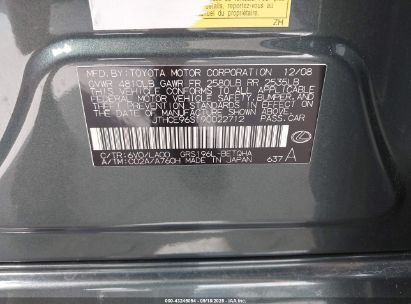 ZH
MFD. BY: TOYOTA MOTOR CORPORATION 12/08
GVWR 4810LB GAWR FR 2580LB RR 2535LB
THIS VEHICLE CONFORMS TO ALL APPLICABLE
FEDERAL MOTOR VEHICLE SAFETY, BUMPER, AND
THEFT PREVENTION STANDARDS IN EFFECT ON
THE DATE OF MANUFACTURE SHOWN ABOVE.
PASS.CAR
C/TR: 6V0/LA00 GRS196L-BETQHA
A/TM: C02A/A760H MADE IN JAPAN 637 A